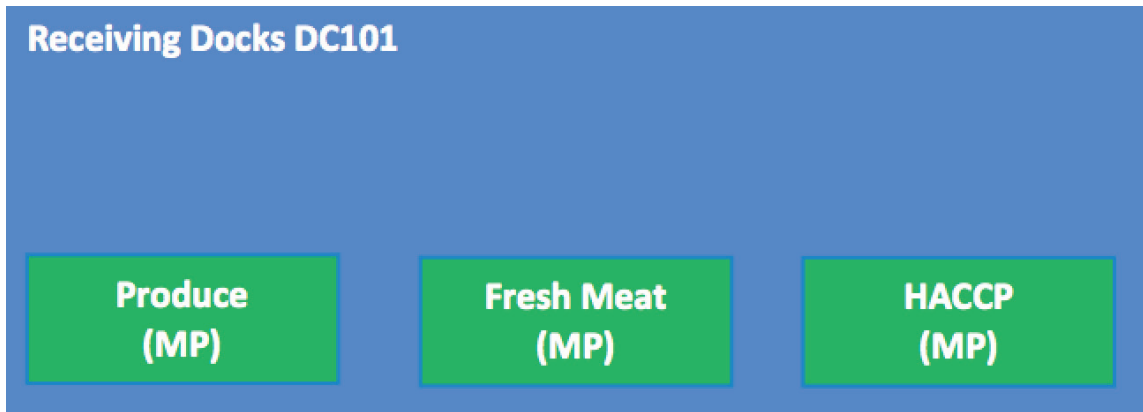 Receiving Docks DC101
Produce
(MP)
Fresh Meat
(MP)
HACCP
(MP)